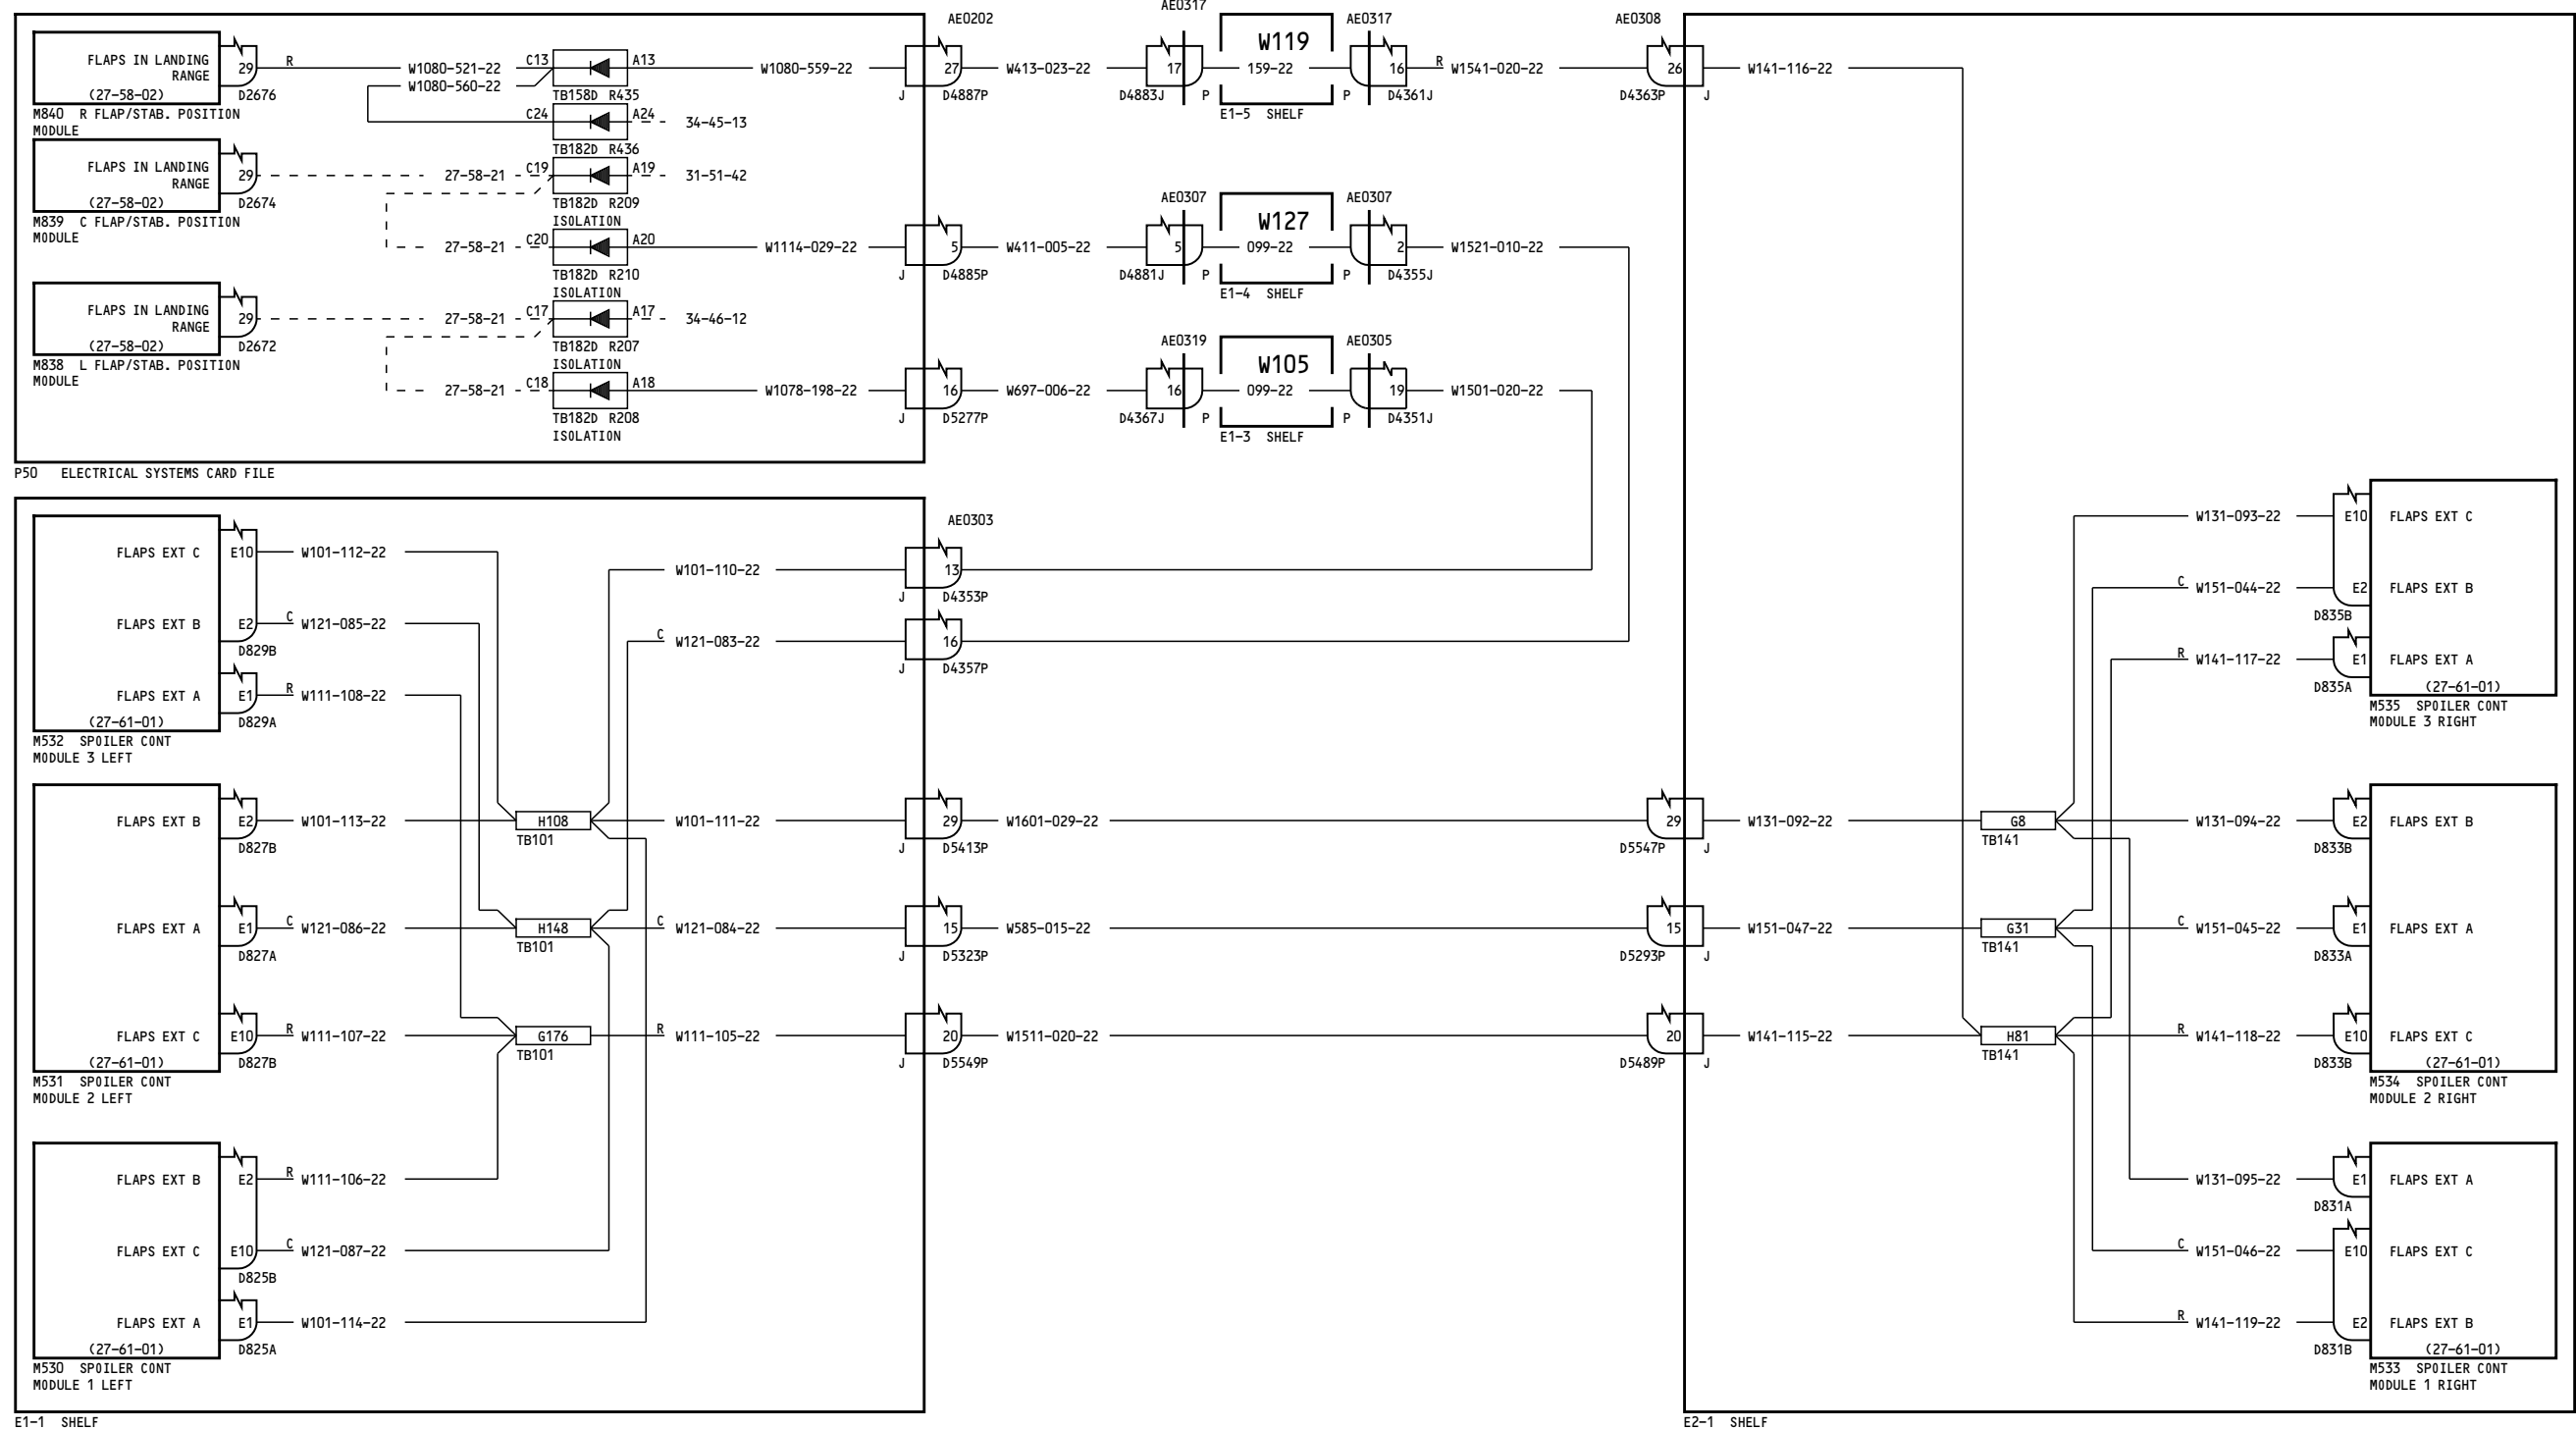 AE0202
AE0317
AE0317
AE0308
FLAPS IN LANDING
RANGE
(27-58-02)
29
D2676
M840 R FLAP/STAB. POSITION
MODULE
R
W1080-521-22
W1080-560-22
C13
A13
TB158D R435
W1080-559-22
27
J
D4887P
W413-023-22
17
D4883J
P
W119
159-22
E1-5 SHELF
P
16
D4361J
R
W1541-020-22
26
D4363P
J
W141-116-22
C24
A24
34-45-13
TB182D R436
FLAPS IN LANDING
RANGE
(27-58-02)
29
D2674
M839 C FLAP/STAB. POSITION
MODULE
27-58-21
C19
A19
31-51-42
TB182D R209
ISOLATION
27-58-21
C20
A20
TB182D R210
ISOLATION
W1114-029-22
5
J
D4885P
W411-005-22
AE0307
5
D4881J
P
W127
099-22
E1-4 SHELF
AE0307
P
2
D4355J
W1521-010-22
FLAPS IN LANDING
RANGE
(27-58-02)
29
D2672
M838 L FLAP/STAB. POSITION
MODULE
27-58-21
C17
A17
34-46-12
TB182D R207
ISOLATION
27-58-21
C18
A18
TB182D R208
ISOLATION
W1078-198-22
16
J
D5277P
W697-006-22
AE0319
16
D4367J
P
W105
099-22
E1-3 SHELF
AE0305
P
19
D4351J
W1501-020-22
P50 ELECTRICAL SYSTEMS CARD FILE
FLAPS EXT C
E10
W101-112-22
FLAPS EXT B
E2
C
W121-085-22
D829B
FLAPS EXT A
E1
R
W111-108-22
(27-61-01)
D829A
M532 SPOILER CONT
MODULE 3 LEFT
AE0303
W101-110-22
13
J
D4353P
C
W121-083-22
16
J
D4357P
FLAPS EXT B
E2
W101-113-22
D827B
H108
TB101
W101-111-22
29
J
D5413P
W1601-029-22
29
D5547P
J
W131-092-22
G8
TB141
FLAPS EXT A
E1
C
W121-086-22
D827A
H148
TB101
C
W121-084-22
15
J
D5323P
W585-015-22
15
D5293P
J
W151-047-22
G31
TB141
FLAPS EXT C
E10
R
W111-107-22
(27-61-01)
D827B
M531 SPOILER CONT
MODULE 2 LEFT
G176
TB101
R
W111-105-22
20
J
D5549P
W1511-020-22
20
D5489P
J
W141-115-22
H81
TB141
FLAPS EXT B
E2
R
W111-106-22
FLAPS EXT C
E10
C
W121-087-22
D825B
FLAPS EXT A
E1
W101-114-22
(27-61-01)
D825A
M530 SPOILER CONT
MODULE 1 LEFT
E1-1 SHELF
W131-093-22
E10
FLAPS EXT C
C
W151-044-22
E2
FLAPS EXT B
D835B
R
W141-117-22
E1
FLAPS EXT A
D835A
(27-61-01)
M535 SPOILER CONT
MODULE 3 RIGHT
W131-094-22
E2
FLAPS EXT B
D833B
C
W151-045-22
E1
FLAPS EXT A
D833A
R
W141-118-22
E10
FLAPS EXT C
D833B
(27-61-01)
M534 SPOILER CONT
MODULE 2 RIGHT
W131-095-22
E1
FLAPS EXT A
D831A
C
W151-046-22
E10
FLAPS EXT C
R
W141-119-22
E2
FLAPS EXT B
D831B
(27-61-01)
M533 SPOILER CONT
MODULE 1 RIGHT
E2-1 SHELF